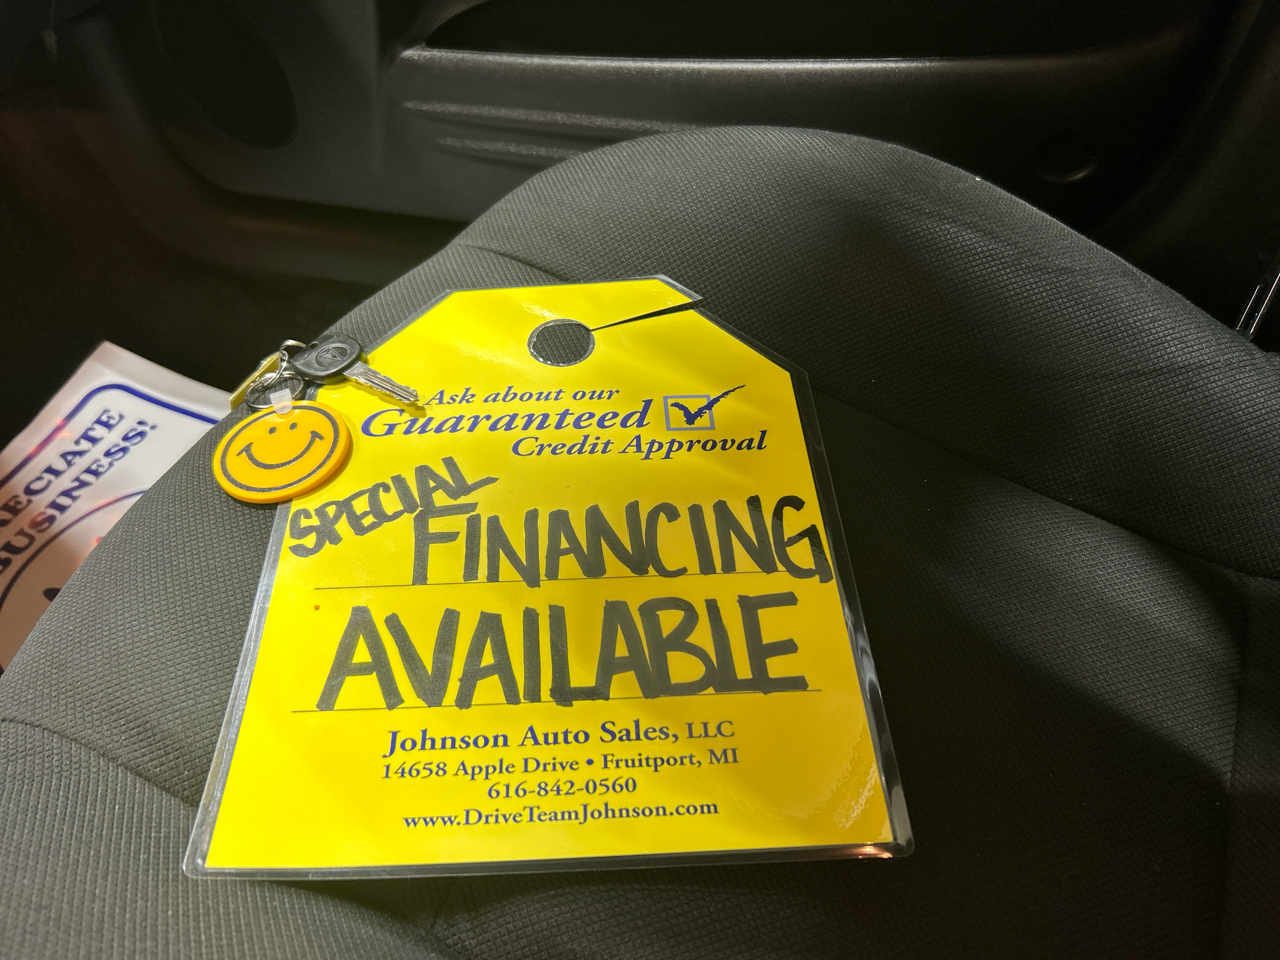 Ask about our
Guaranteed
Credit Approval
SPECIAL
FINANCING
AVAILABLE
Johnson Auto Sales, LLC
14658 Apple Drive • Fruitport, MI
616-842-0560
www.DriveTeamJohnson.com
BUSINESS!